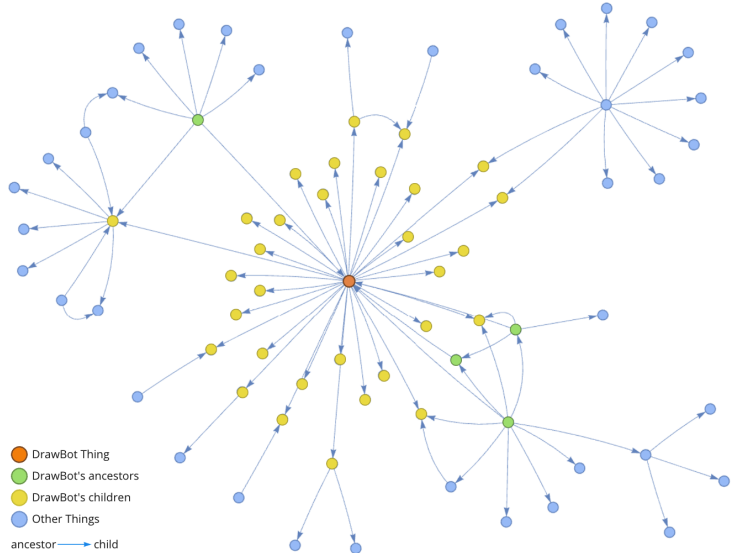 DrawBot Thing
DrawBot's ancestors
DrawBot's children
Other Things
ancestor child